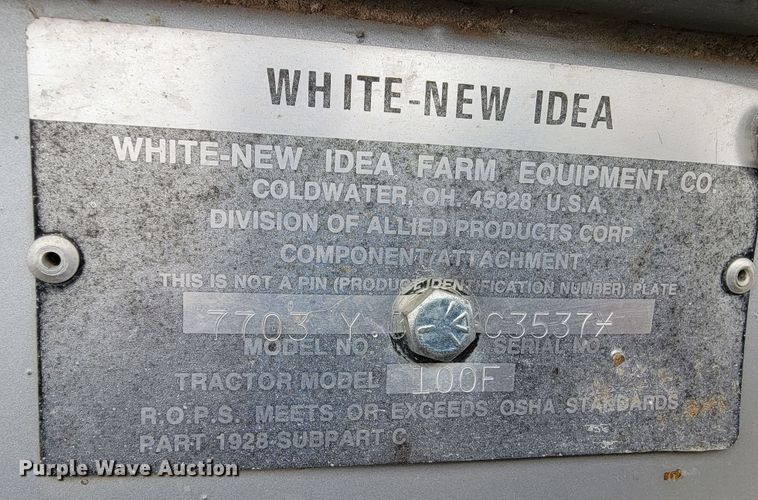 WHITE-NEW IDEA
WHITE-NEW IDEA FARM EQUIPMENT CO.
COLDWATER, OH. 45828 U.S.A.
DIVISION OF ALLIED PRODUCTS CORP
COMPONENT/ATTACHMENT
THIS IS NOT A PIN (PRODUCT IDENTIFICATION NUMBER) PLATE
7703 Y C3537
MODEL NO. SERIAL NO.
TRACTOR MODEL 100F
R.O.P.S. MEETS OR EXCEEDS OSHA STANDARDS
PART 1928-SUBPART C
Purple Wave Auction